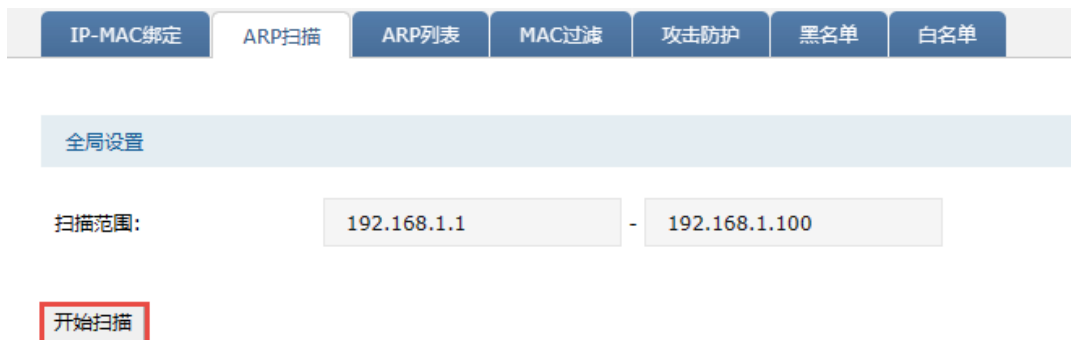 IP-MAC绑定 ARP扫描 ARP列表 MAC过滤 攻击防护 黑名单 白名单
全局设置
扫描范围: 192.168.1.1 - 192.168.1.100
开始扫描